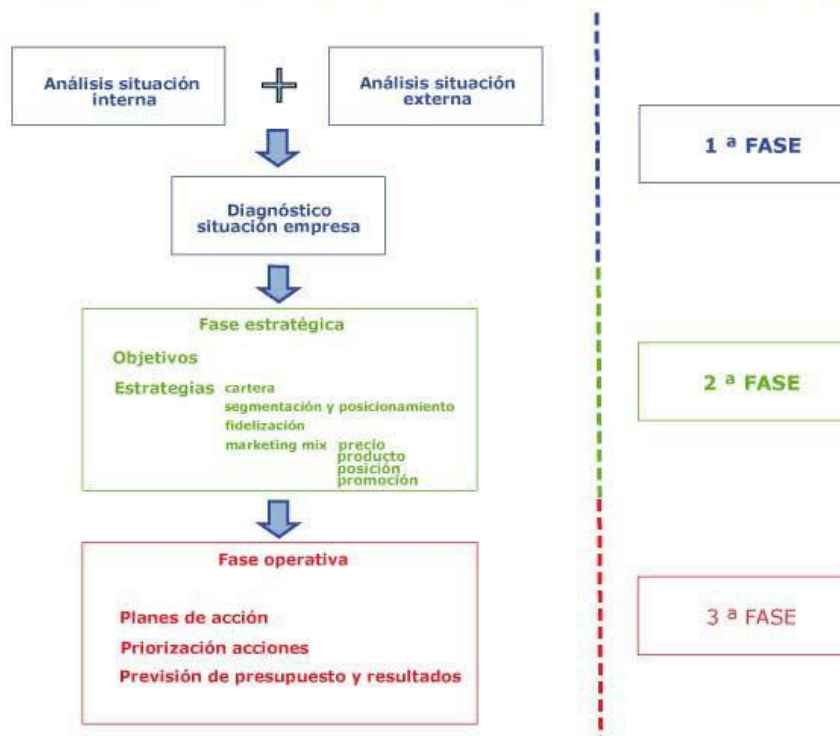 Análisis situación
interna
+
Análisis situación
externa
1 ª FASE
Diagnóstico
situación empresa
Fase estratégica
Objetivos
Estrategias cartera
segmentación y posicionamiento
fidelización
marketing mix precio
producto
posición
promoción
2 ª FASE
Fase operativa
Planes de acción
Priorización acciones
Previsión de presupuesto y resultados
3 ª FASE